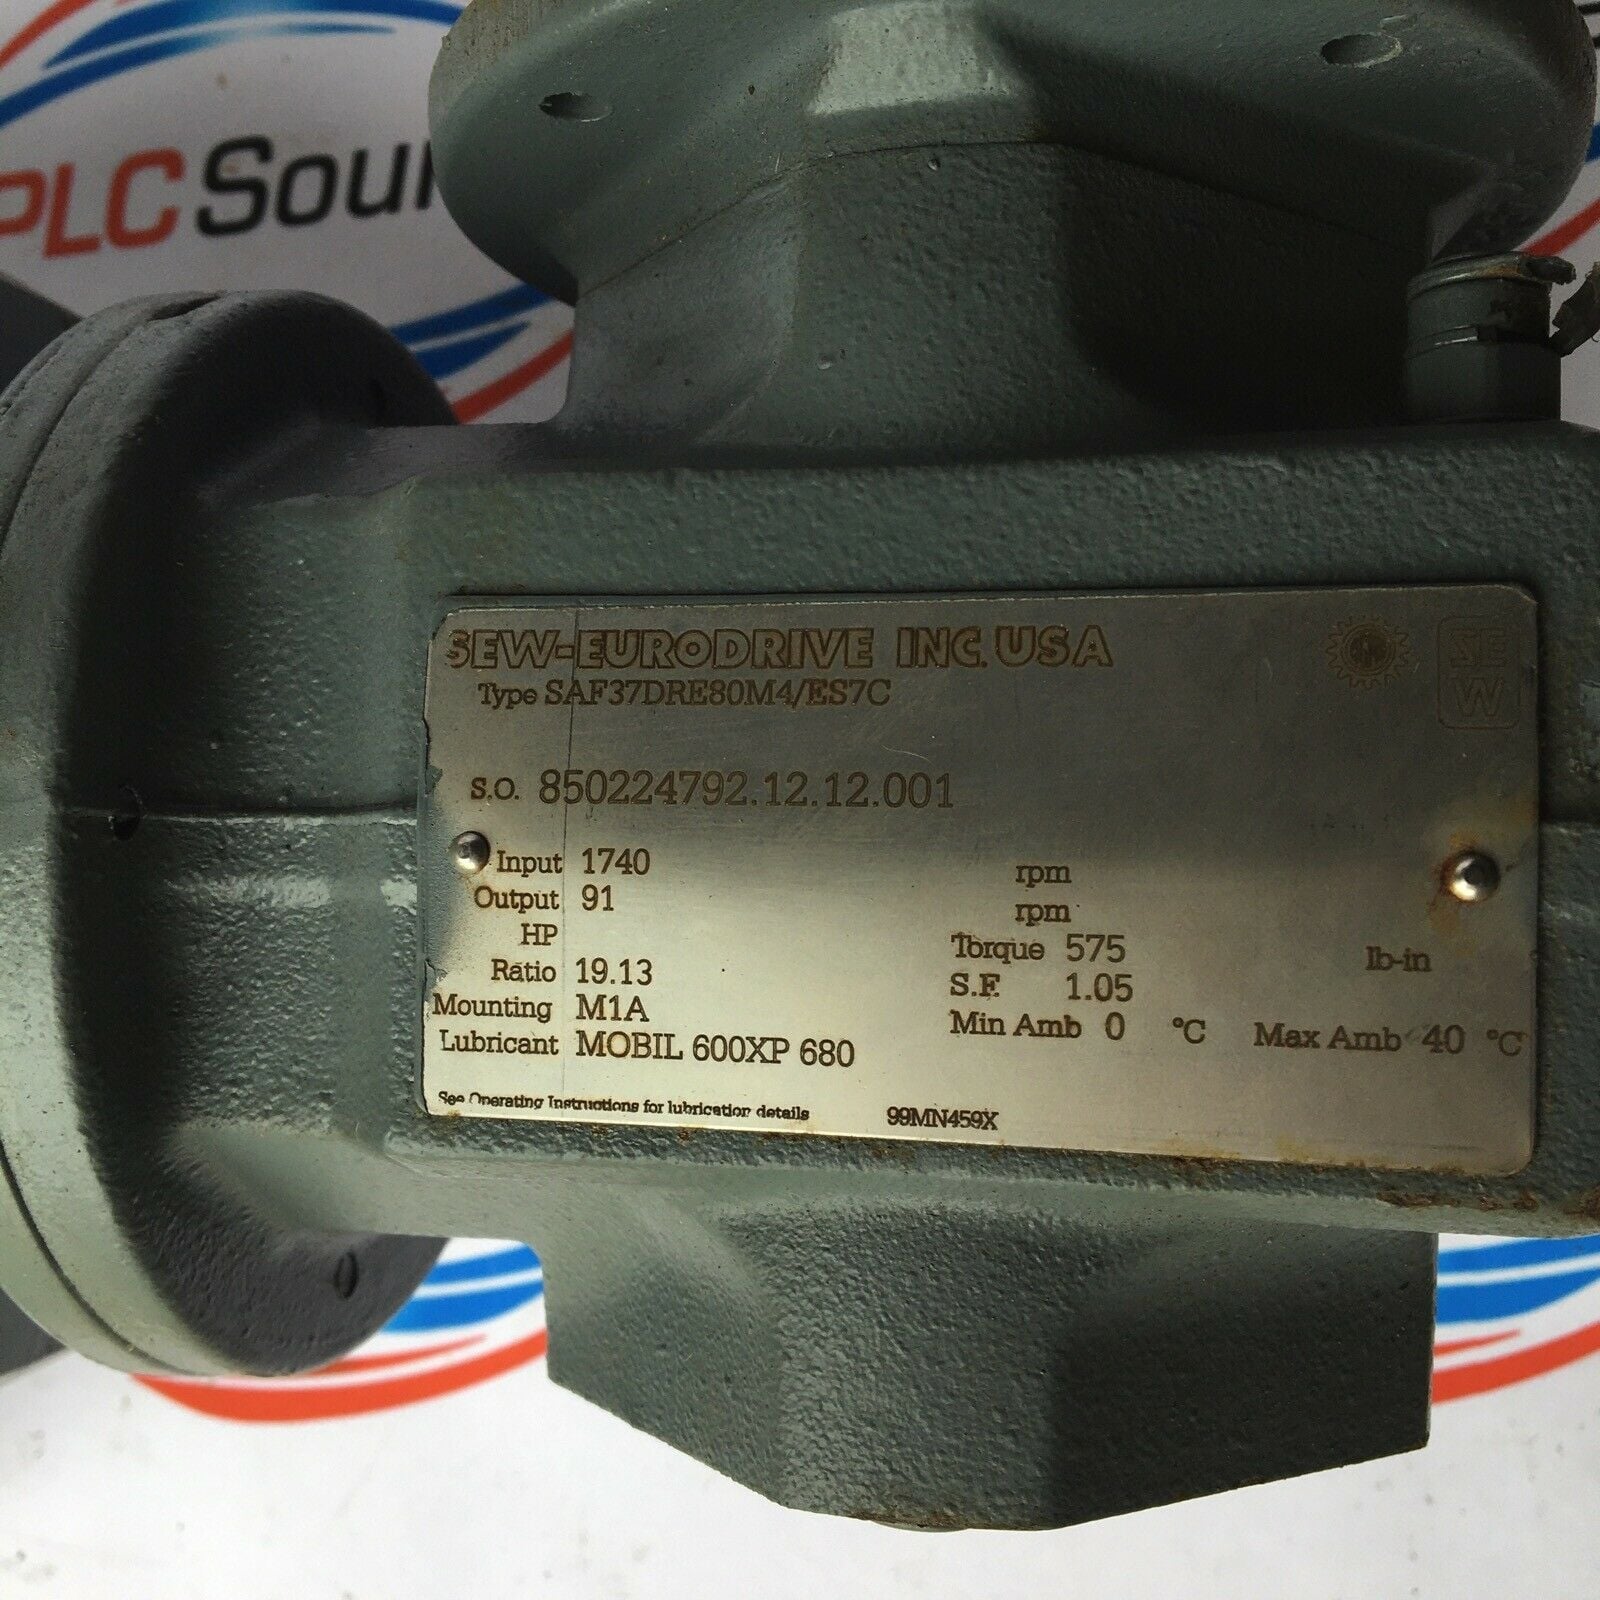 PLC Sour
SEW-EURODRIVE INC. USA
SEW
Type SAF37DRE80M4/ES7C
S.O. 850224792.12.12.001
Input 1740 rpm
Output 91 rpm
HP Torque 575 lb-in
Ratio 19.13 S.F. 1.05
Mounting M1A Min Amb 0 °C Max Amb 40 °C
Lubricant MOBIL 600XP 680
See Operating Instructions for lubrication details 99MN459X